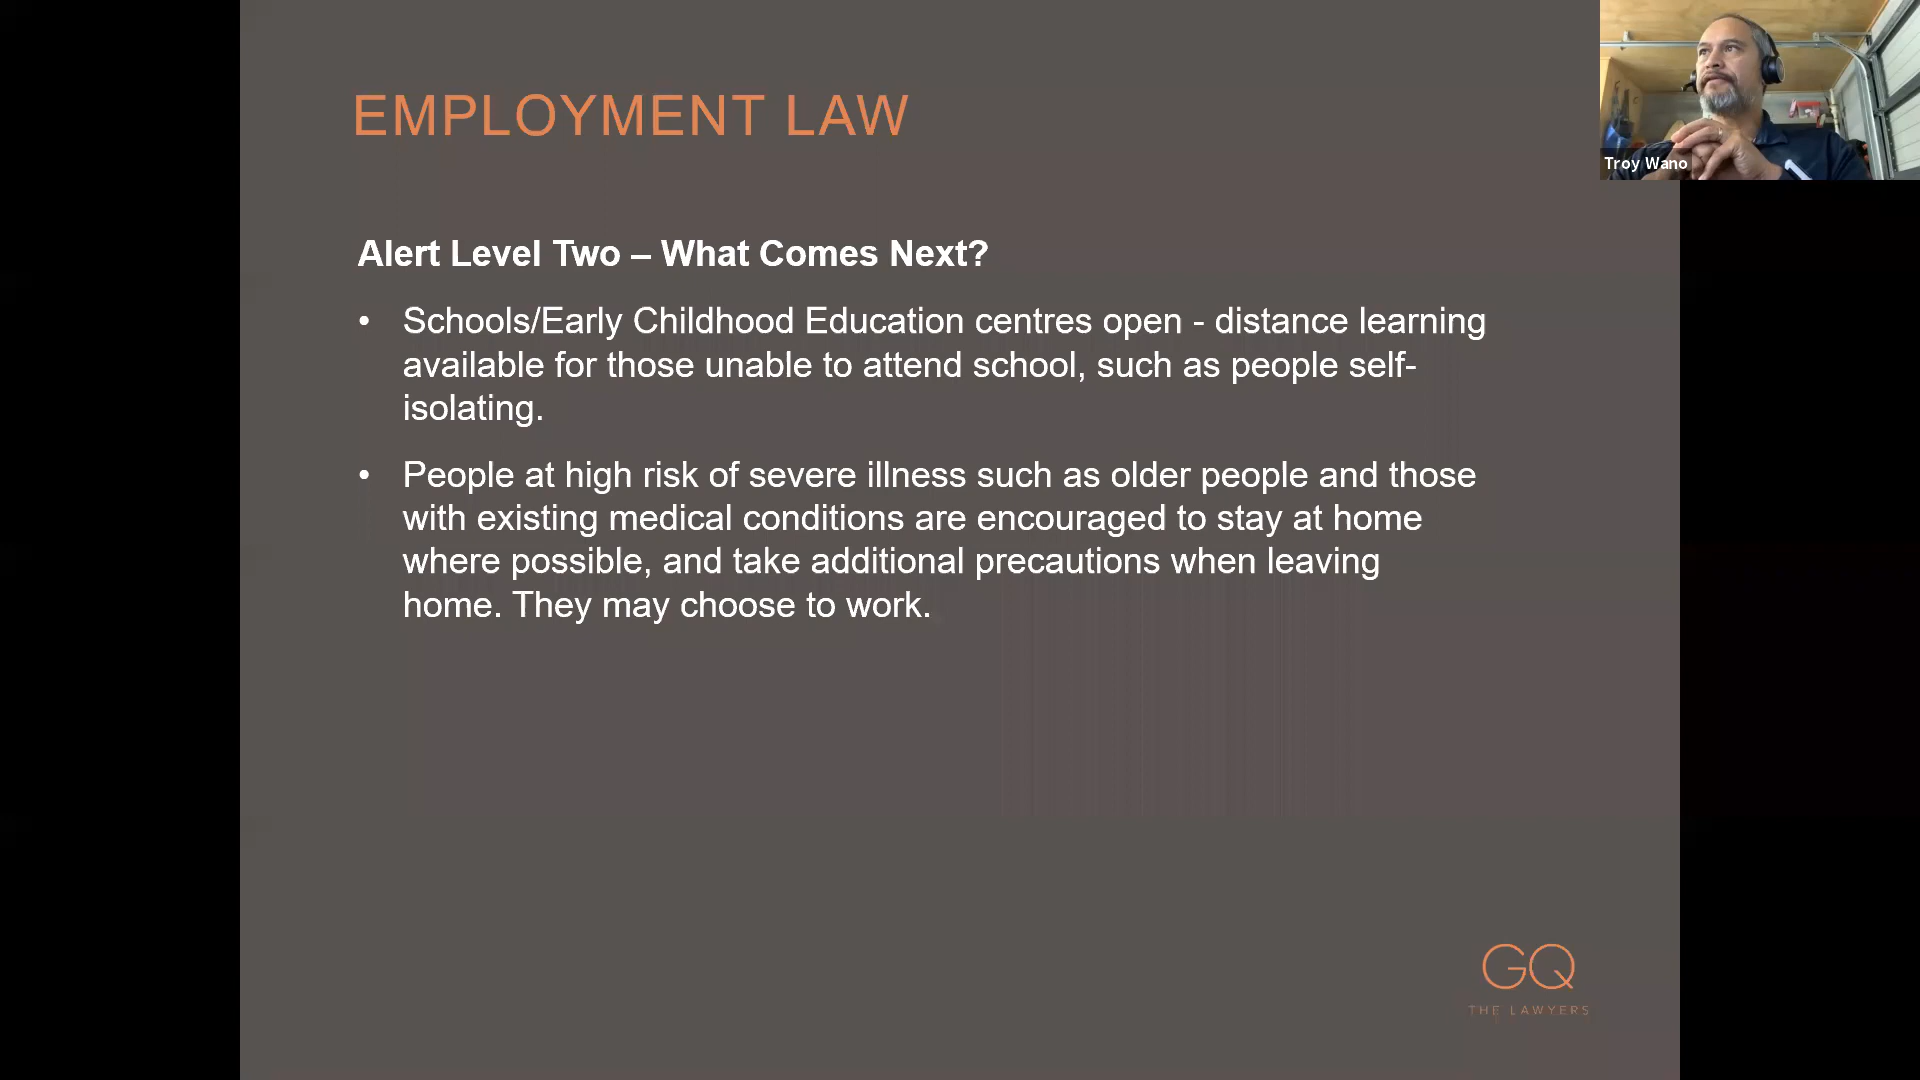 EMPLOYMENT LAW
Troy Wano
Alert Level Two – What Comes Next?
• Schools/Early Childhood Education centres open - distance learning
available for those unable to attend school, such as people self-
isolating.
• People at high risk of severe illness such as older people and those
with existing medical conditions are encouraged to stay at home
where possible, and take additional precautions when leaving
home. They may choose to work.
GQ
THE LAWYERS